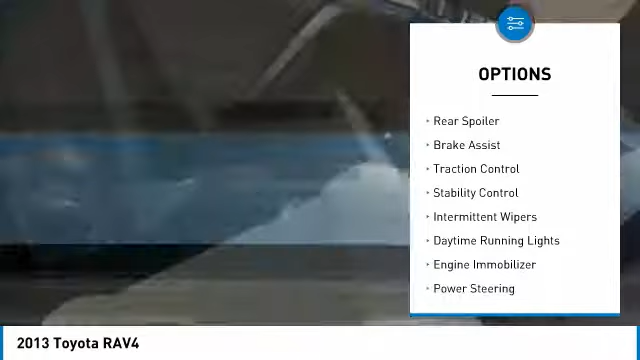 OPTIONS
Rear Spoiler
Brake Assist
Traction Control
Stability Control
Intermittent Wipers
Daytime Running Lights
Engine Immobilizer
Power Steering
2013 Toyota RAV4